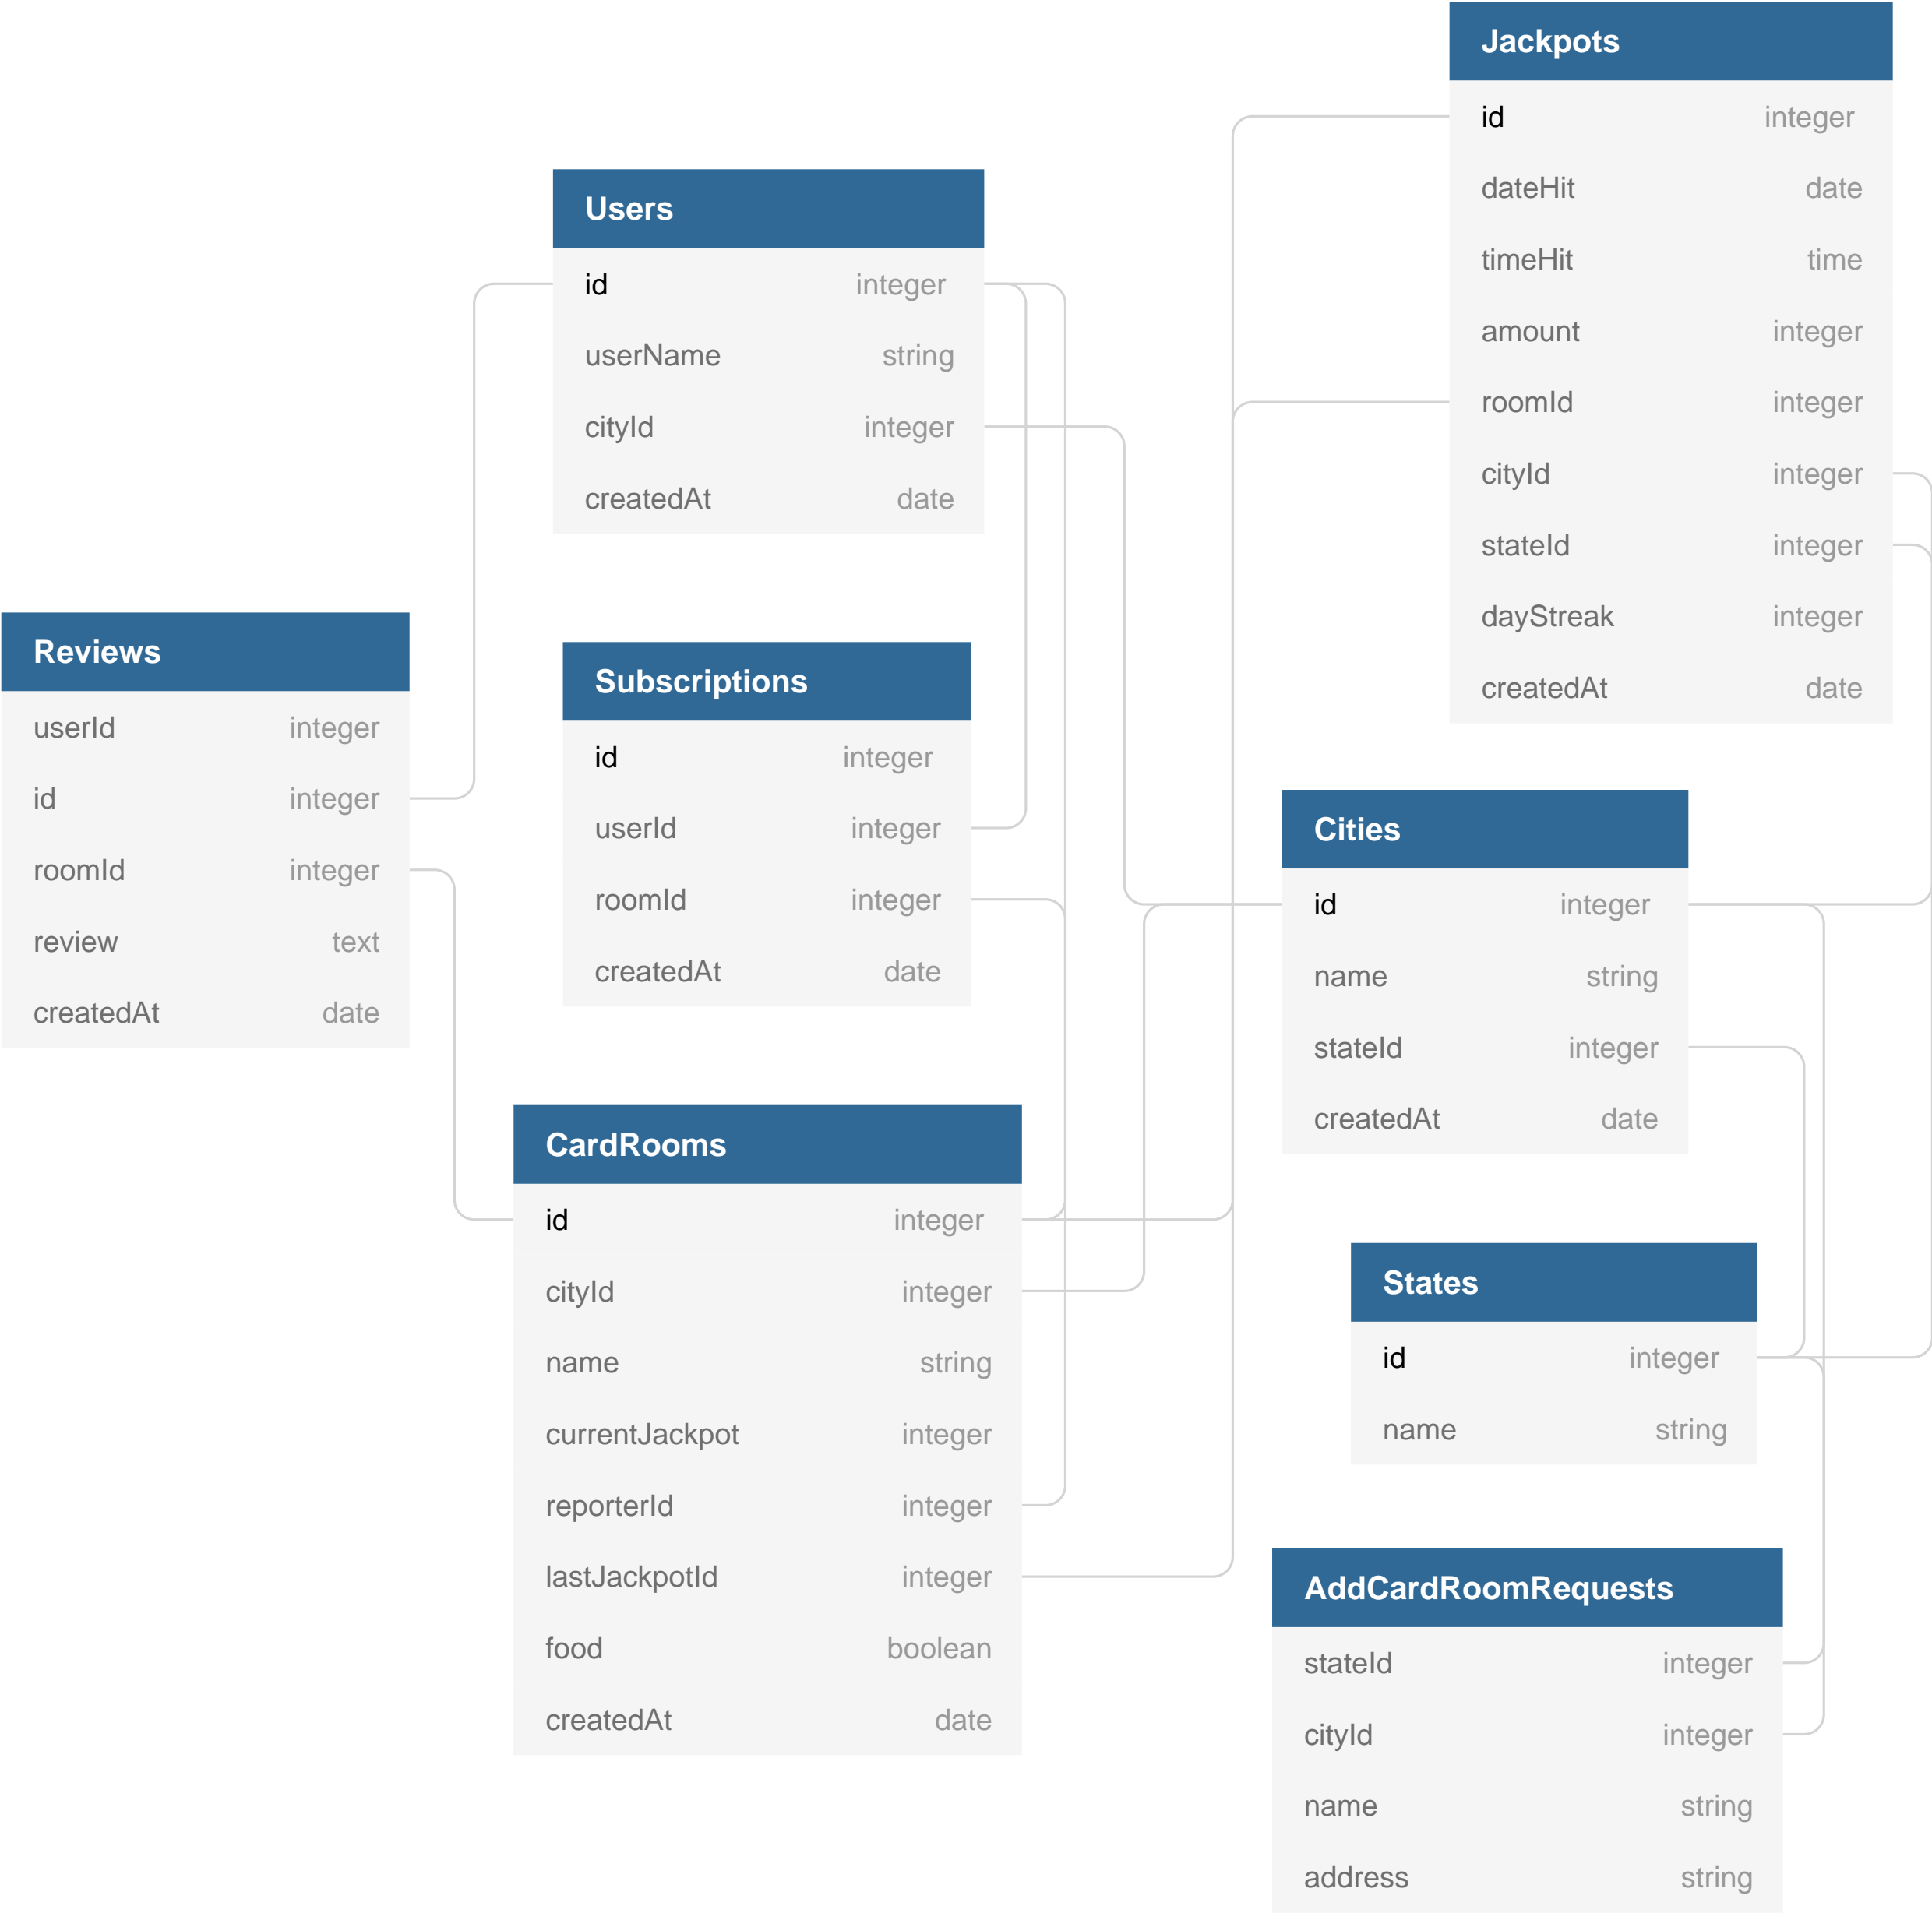 Jackpots
id integer
dateHit date
timeHit time
amount integer
roomId integer
cityId integer
stateId integer
dayStreak integer
createdAt date
Users
id integer
userName string
cityId integer
createdAt date
Reviews
userId integer
id integer
roomId integer
review text
createdAt date
Subscriptions
id integer
userId integer
roomId integer
createdAt date
Cities
id integer
name string
stateId integer
createdAt date
CardRooms
id integer
cityId integer
name string
currentJackpot integer
reporterId integer
lastJackpotId integer
food boolean
createdAt date
States
id integer
name string
AddCardRoomRequests
stateId integer
cityId integer
name string
address string